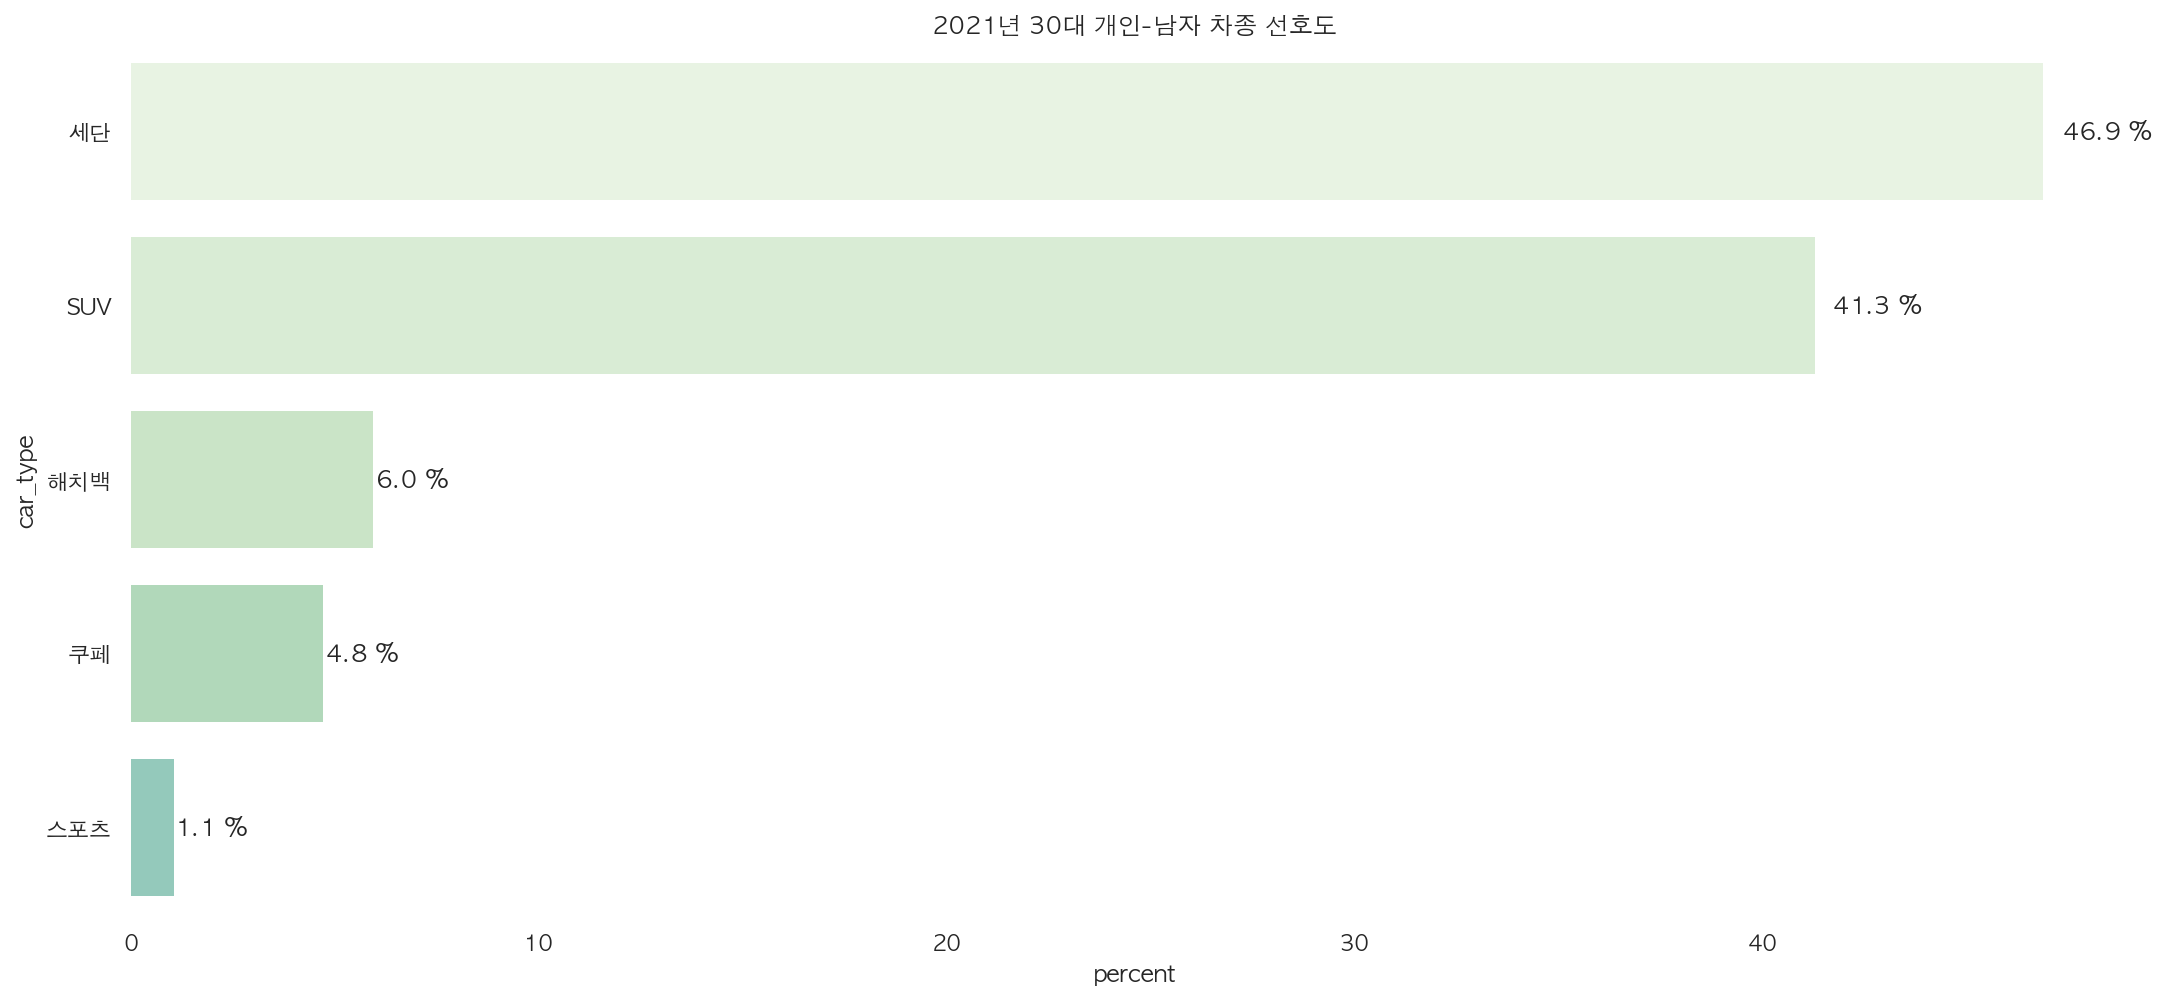 2021년 30대 개인-남자 차종 선호도
세단
46.9 %
SUV
41.3 %
car_type
해치백
6.0 %
쿠페
4.8 %
스포츠
1.1 %
0 10 20 30 40
percent